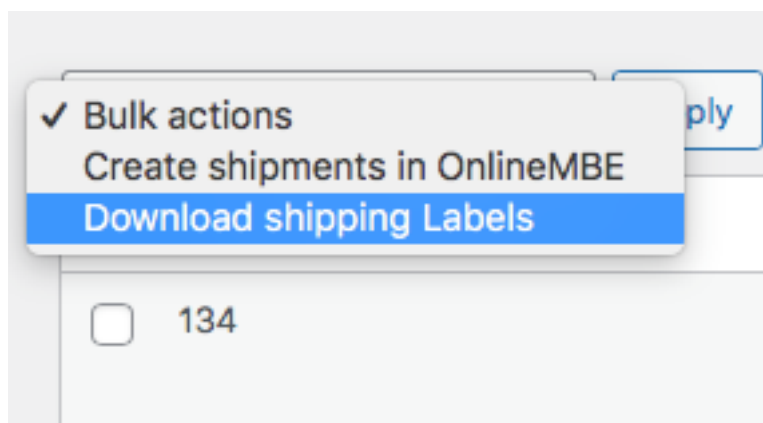 ✓ Bulk actions
ply
Create shipments in OnlineMBE
Download shipping Labels
134